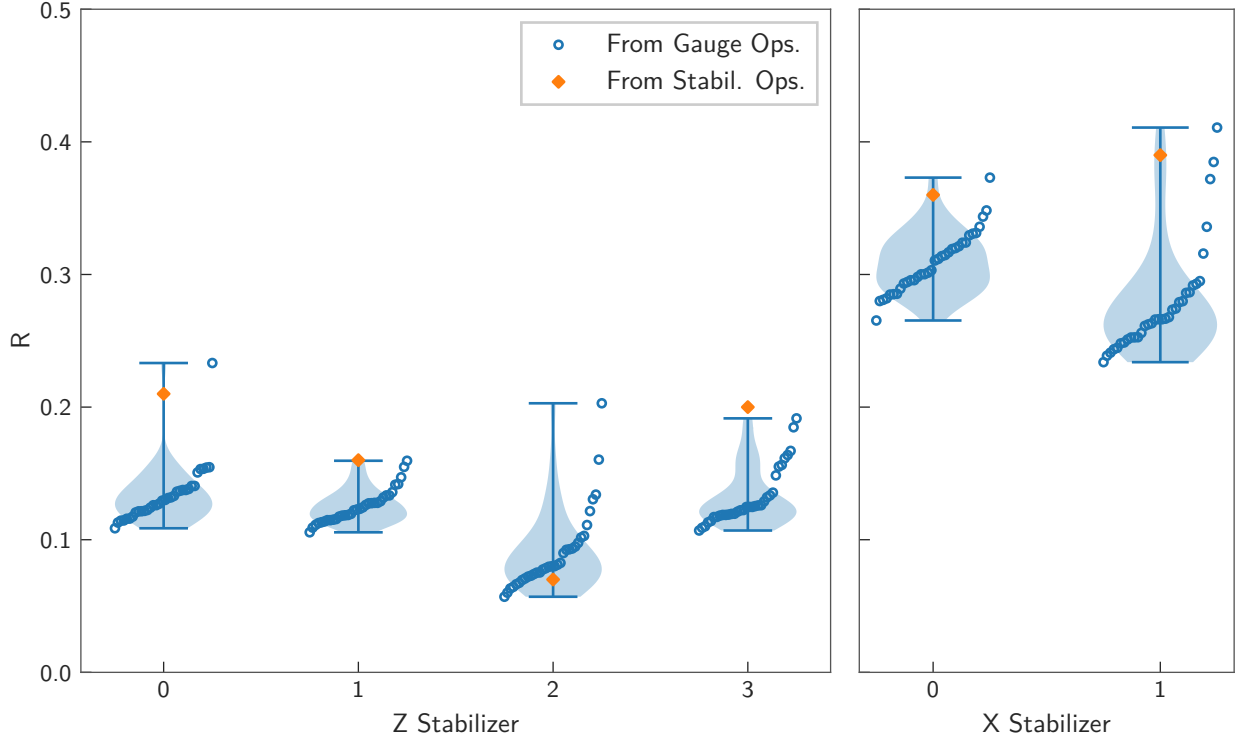 0.5
0.4
0.3
0.2
0.1
0.0
R
From Gauge Ops.
From Stabil. Ops.
0 1 2 3
Z Stabilizer
0 1
X Stabilizer